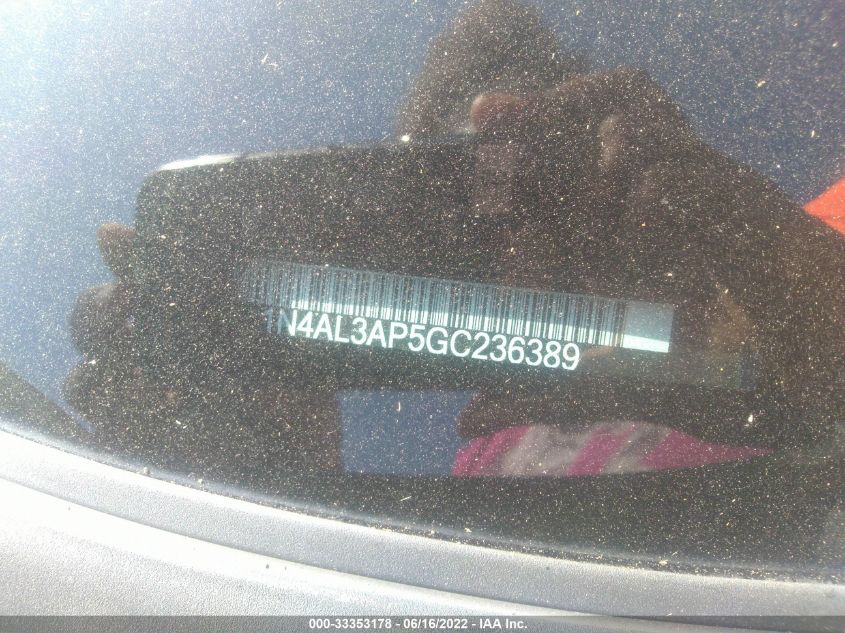 1N4AL3AP5GC236389
000-33353178 - 06/16/2022 - IAA Inc.